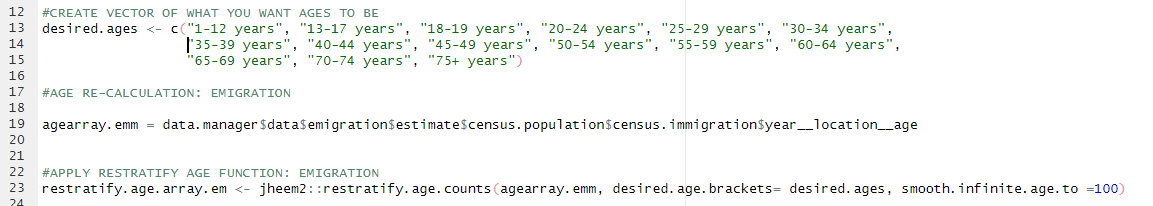 12 #CREATE VECTOR OF WHAT YOU WANT AGES TO BE
13 desired.ages <- c("1-12 years", "13-17 years", "18-19 years", "20-24 years", "25-29 years", "30-34 years",
14 "35-39 years", "40-44 years", "45-49 years", "50-54 years", "55-59 years", "60-64 years",
15 "65-69 years", "70-74 years", "75+ years")
16
17 #AGE RE-CALCULATION: EMIGRATION
18
19 agearray.emm = data.manager$data$emigration$estimate$census.population$census.immigration$year__location__age
20
21
22 #APPLY RESTRATIFY AGE FUNCTION: EMIGRATION
23 restratify.age.array.em <- jheem2::restratify.age.counts(agearray.emm, desired.age.brackets= desired.ages, smooth.infinite.age.to =100)
24